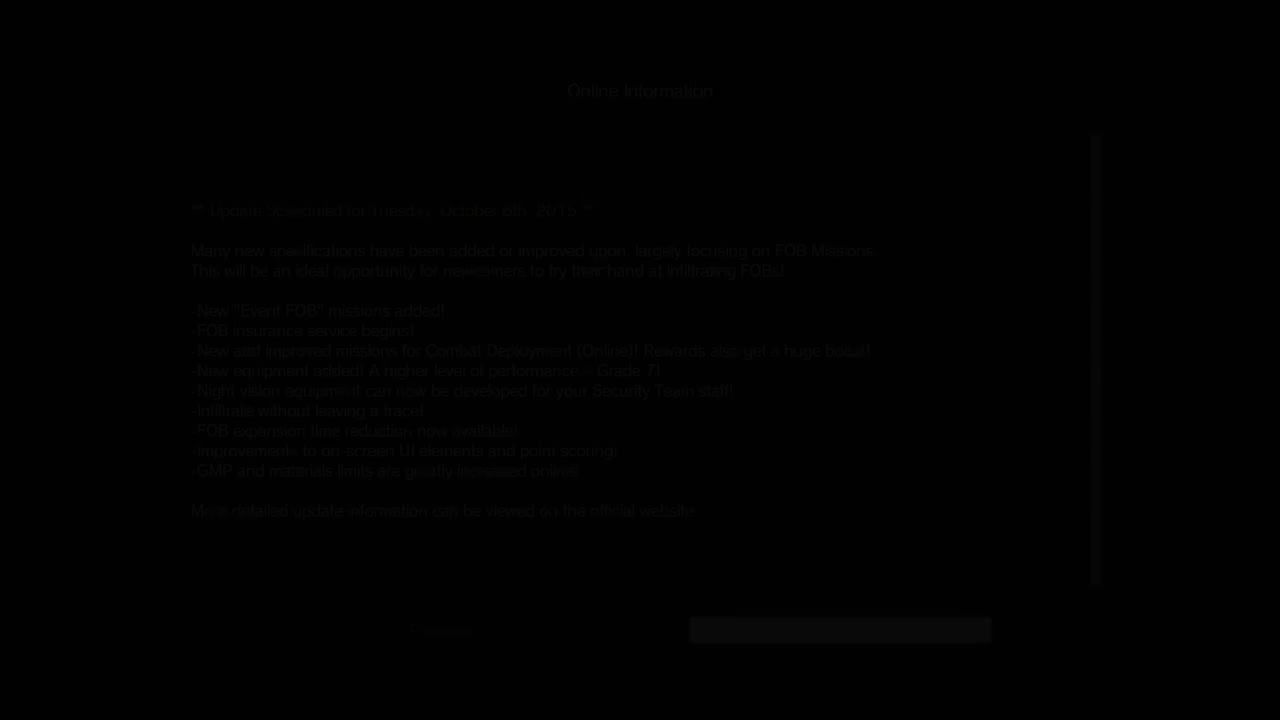 Online Information
** Update Scheduled for Tuesday, October 6th, 2015 **
Many new specifications have been added or improved upon, largely focusing on FOB Missions.
This will be an ideal opportunity for newcomers to try their hand at infiltrating FOBs!
-New "Event FOB" missions added!
-FOB insurance service begins!
-New and improved missions for Combat Deployment (Online)! Rewards also get a huge boost!
-New equipment added! A higher level of performance - Grade 7!
-Night vision equipment can now be developed for your Security Team staff!
-Infiltrate without leaving a trace!
-FOB expansion time reduction now available!
-Improvements to on-screen UI elements and point scoring!
-GMP and materials limits are greatly increased online!
More detailed update information can be viewed on the official website.